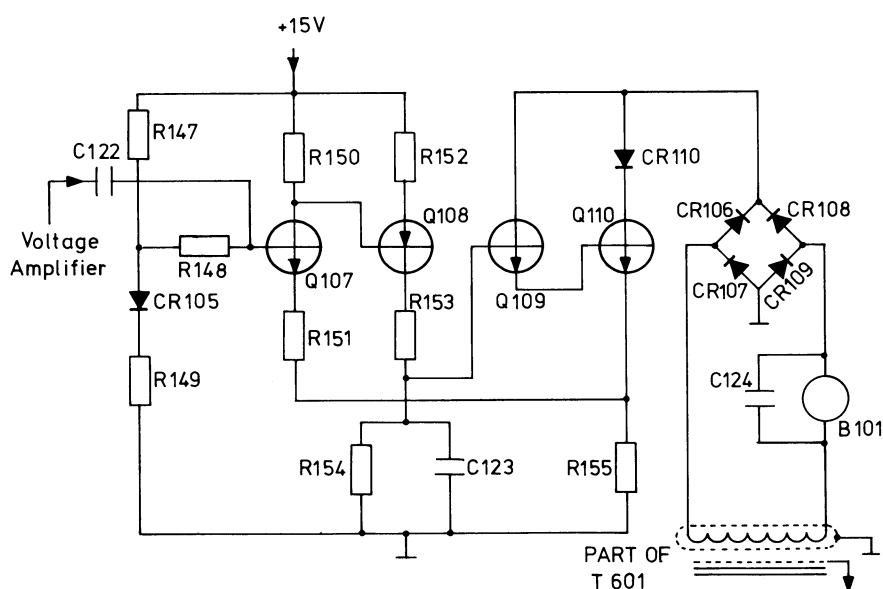 +15V
R147
C122
R150
R152
CR110
Q108
Q110
CR106
CR108
Voltage
Amplifier
R148
Q107
Q109
CR107
CR109
CR105
R153
R151
R149
C124
B101
R154
C123
R155
PART OF
T 601